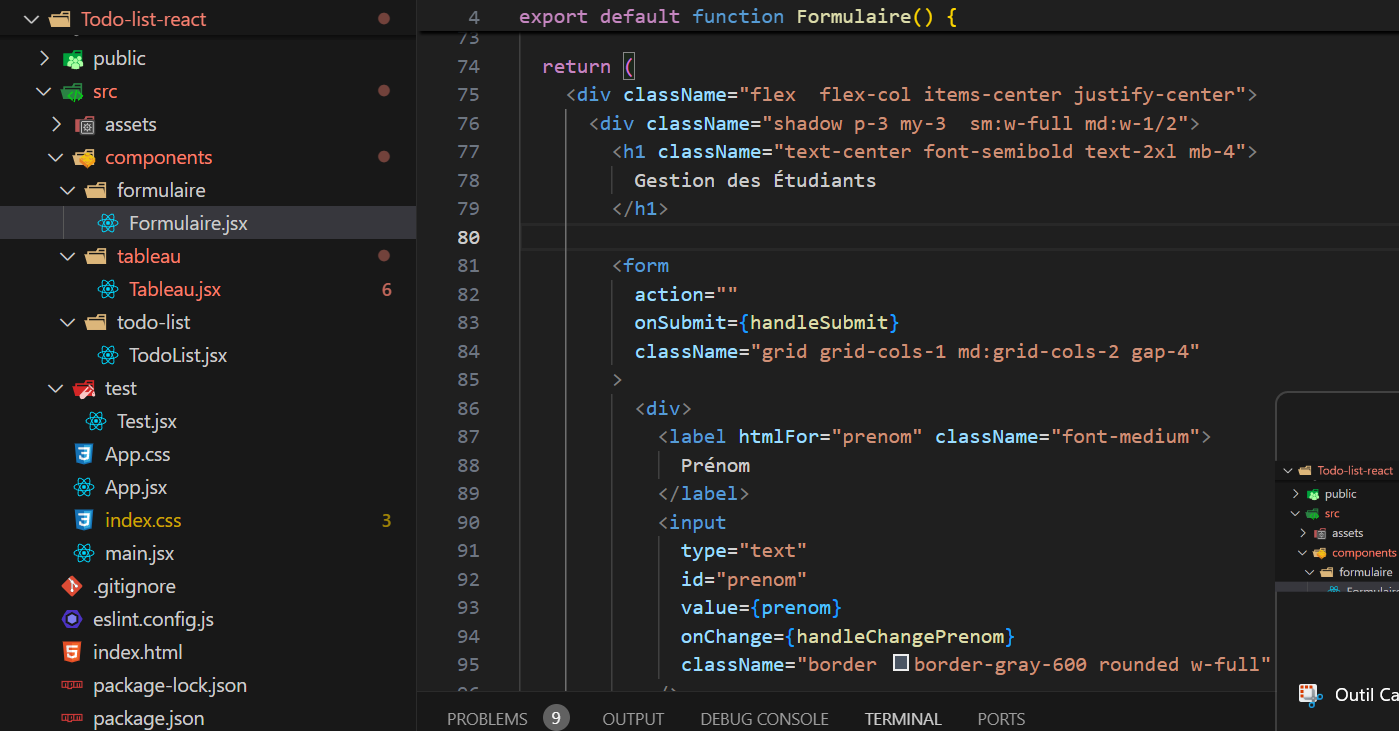 Todo-list-react
public
src
assets
components
formulaire
Formulaire.jsx
tableau
Tableau.jsx 6
todo-list
TodoList.jsx
test
Test.jsx
App.css
App.jsx
index.css 3
main.jsx
.gitignore
eslint.config.js
index.html
package-lock.json
package.json
4 export default function Formulaire() {
73
74 return (
75 <div className="flex  flex-col items-center justify-center">
76 <div className="shadow p-3 my-3  sm:w-full md:w-1/2">
77 <h1 className="text-center font-semibold text-2xl mb-4">
78 Gestion des Étudiants
79 </h1>
80
81 <form
82 action=""
83 onSubmit={handleSubmit}
84 className="grid grid-cols-1 md:grid-cols-2 gap-4"
85 >
86 <div>
87 <label htmlFor="prenom" className="font-medium">
88 Prénom
89 </label>
90 <input
91 type="text"
92 id="prenom"
93 value={prenom}
94 onChange={handleChangePrenom}
95 className="border border-gray-600 rounded w-full"
96 />
PROBLEMS 9 OUTPUT DEBUG CONSOLE TERMINAL PORTS
Todo-list-react
public
src
assets
components
formulaire
Outil Ca